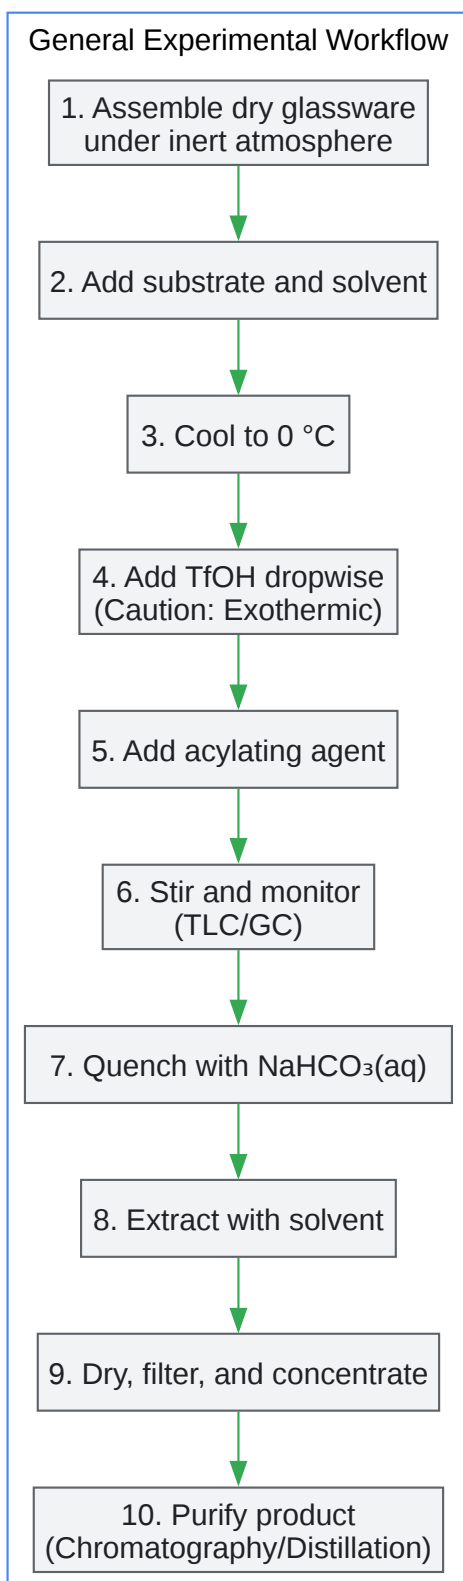 General Experimental Workflow
1. Assemble dry glassware
under inert atmosphere
2. Add substrate and solvent
3. Cool to 0 °C
4. Add TfOH dropwise
(Caution: Exothermic)
5. Add acylating agent
6. Stir and monitor
(TLC/GC)
7. Quench with NaHCO₃(aq)
8. Extract with solvent
9. Dry, filter, and concentrate
10. Purify product
(Chromatography/Distillation)